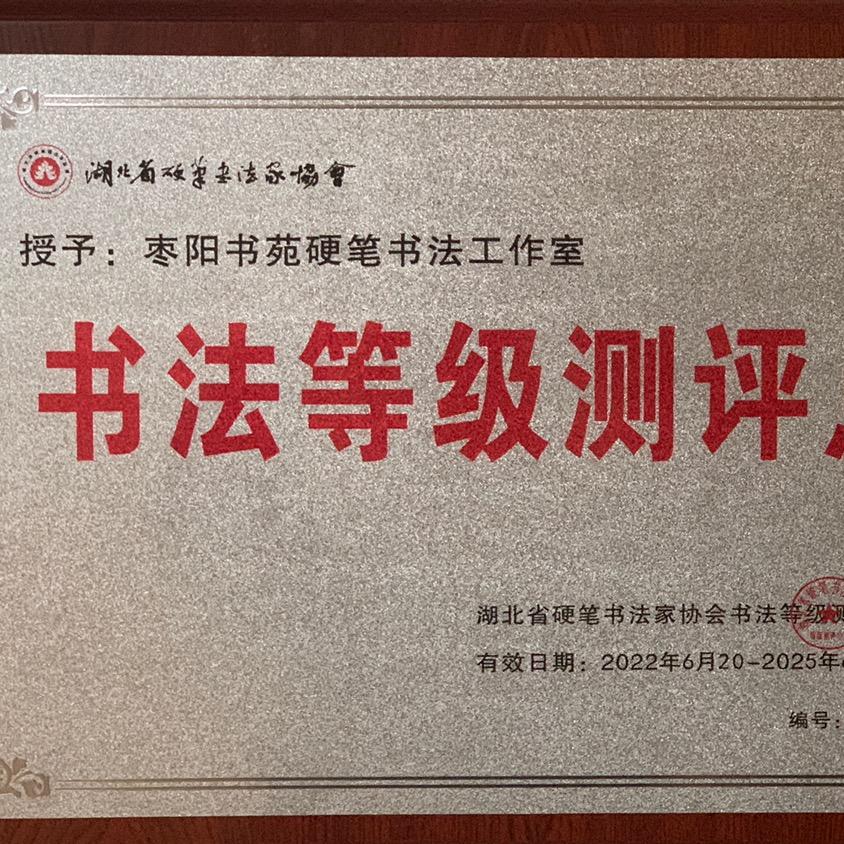 湖北省硬笔书法家协會
授予：枣阳书苑硬笔书法工作室
书法等级测评
湖北省硬笔书法家协会书法等级测
有效日期：2022年6月20-2025年
编号：